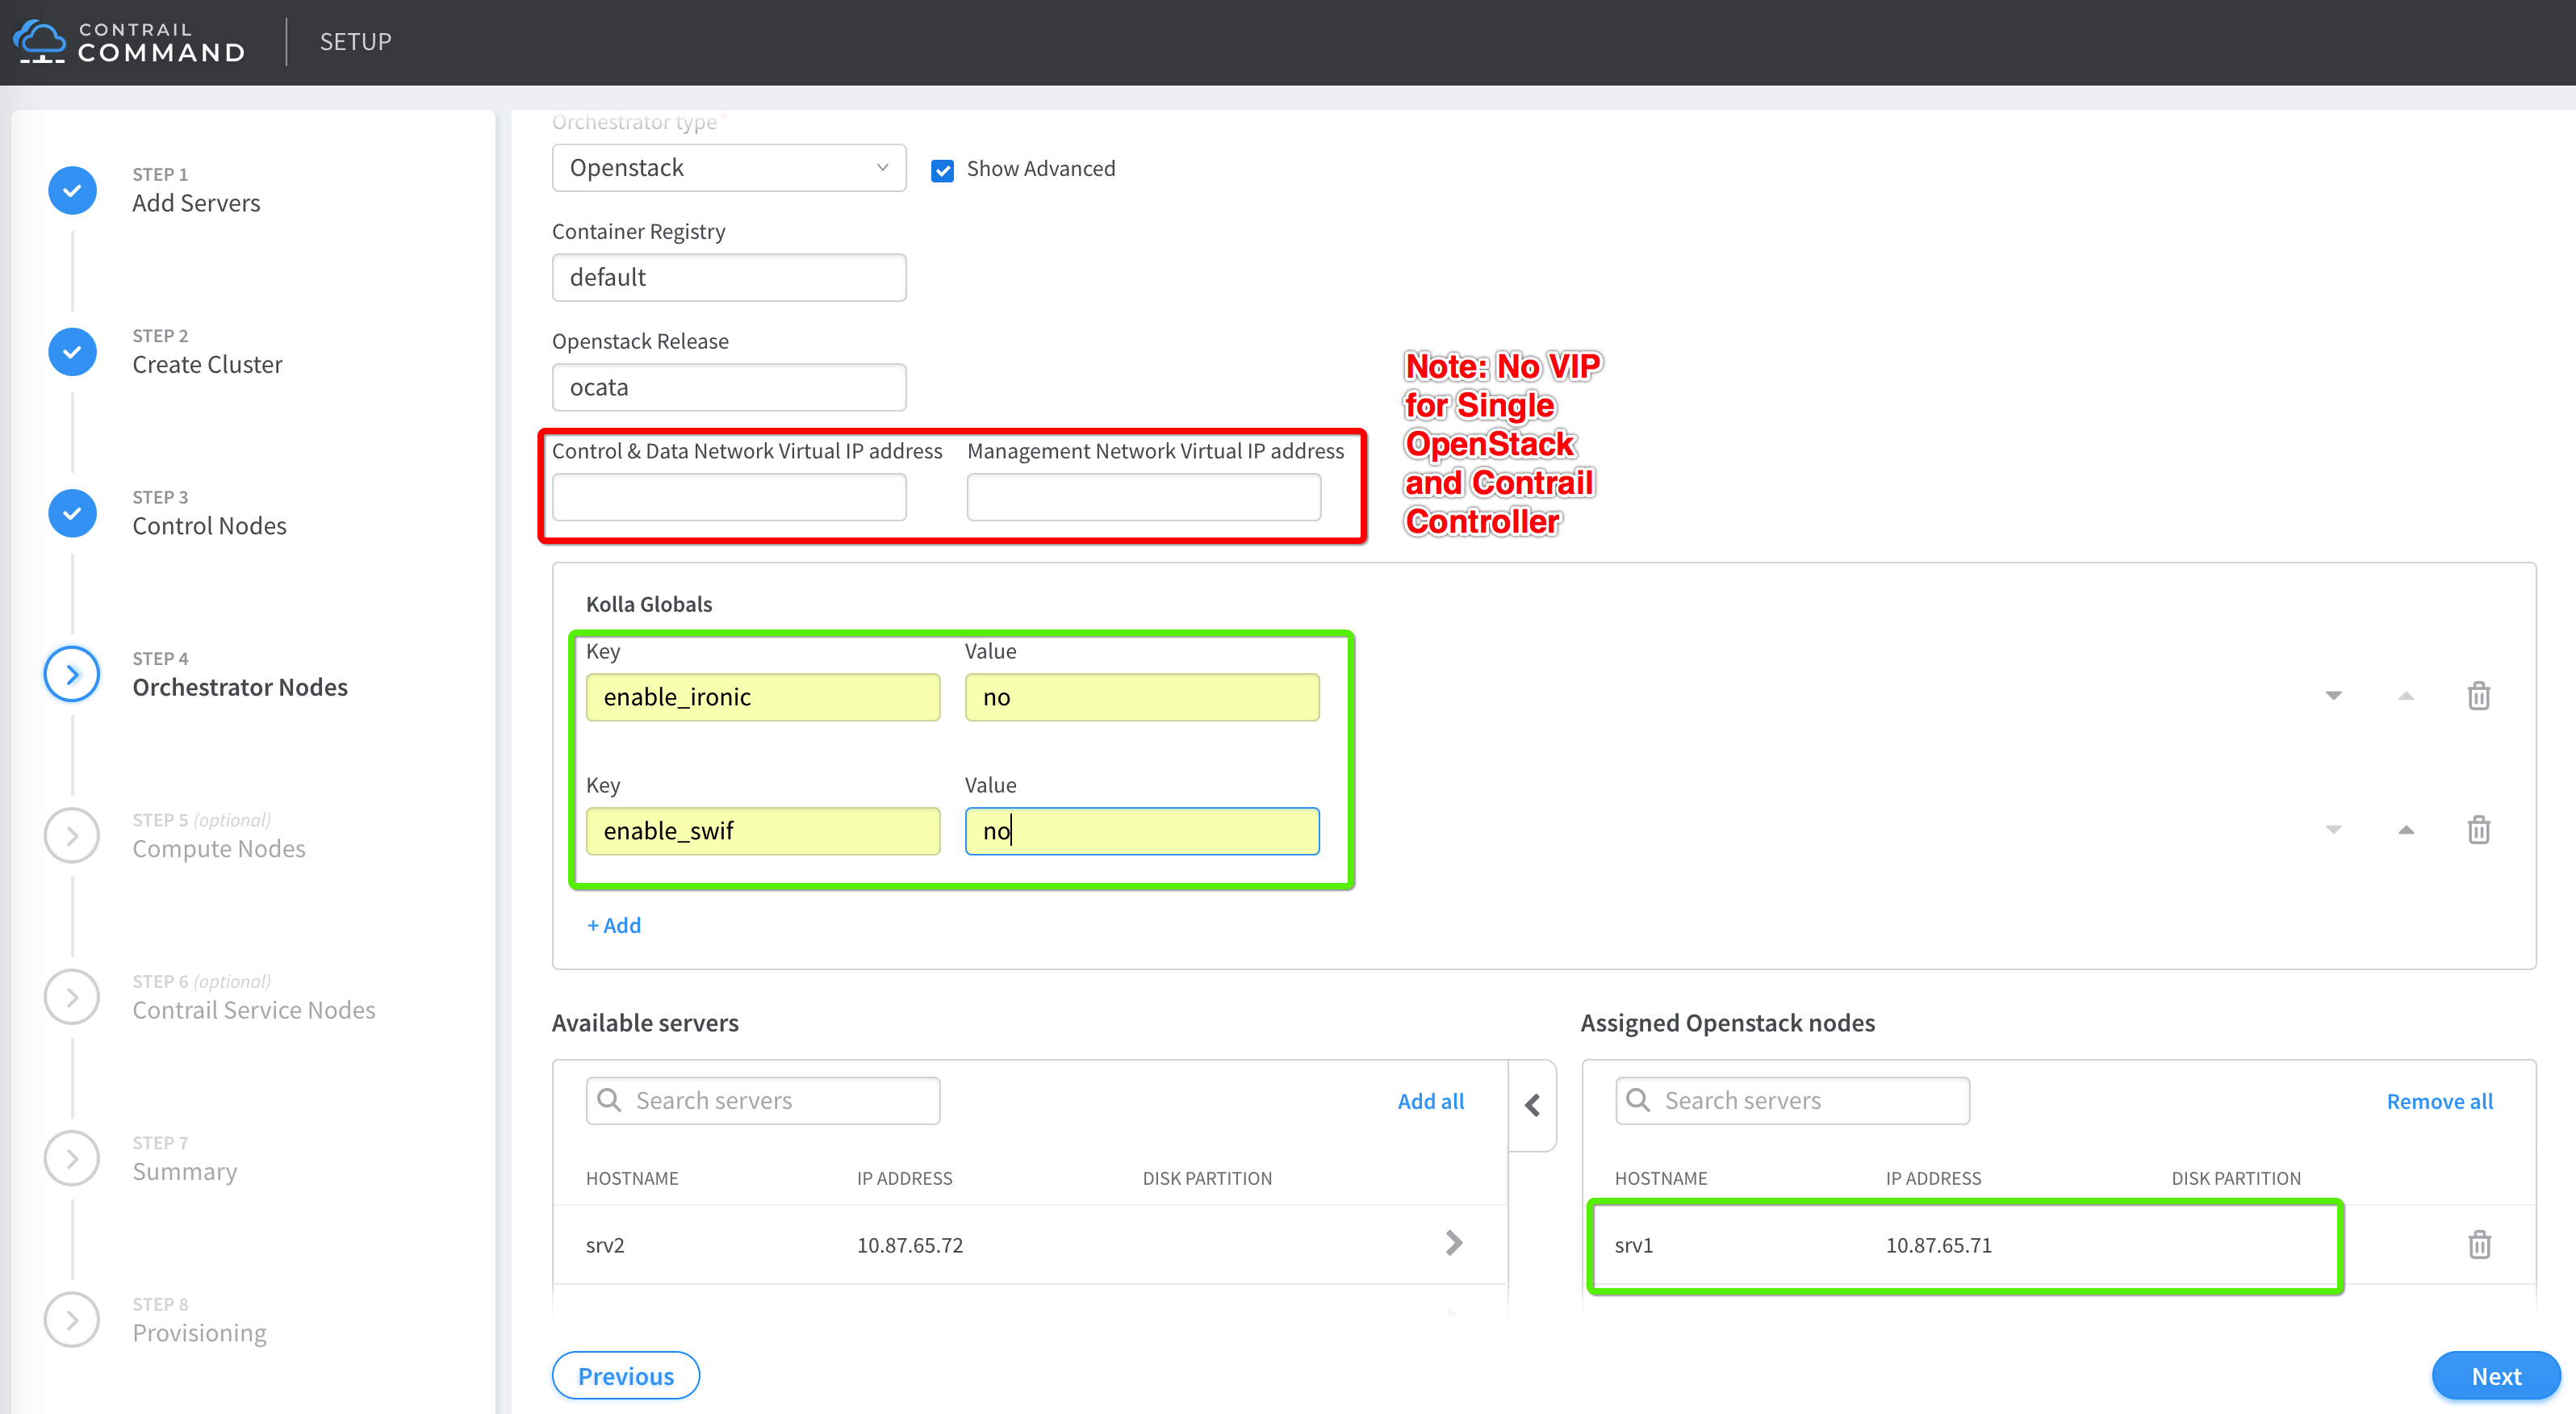 CONTRAIL
COMMAND
SETUP
STEP 1
Add Servers
STEP 2
Create Cluster
STEP 3
Control Nodes
STEP 4
Orchestrator Nodes
STEP 5 (optional)
Compute Nodes
STEP 6 (optional)
Contrail Service Nodes
STEP 7
Summary
STEP 8
Provisioning
Orchestrator type *
Openstack
Show Advanced
Container Registry
default
Openstack Release
ocata
Control & Data Network Virtual IP address
Management Network Virtual IP address
Note: No VIP
for Single
OpenStack
and Contrail
Controller
Kolla Globals
Key
Value
enable_ironic
no
Key
Value
enable_swif
no
+ Add
Available servers
Search servers
Add all
HOSTNAME
IP ADDRESS
DISK PARTITION
srv2
10.87.65.72
Assigned Openstack nodes
Search servers
Remove all
HOSTNAME
IP ADDRESS
DISK PARTITION
srv1
10.87.65.71
Previous
Next